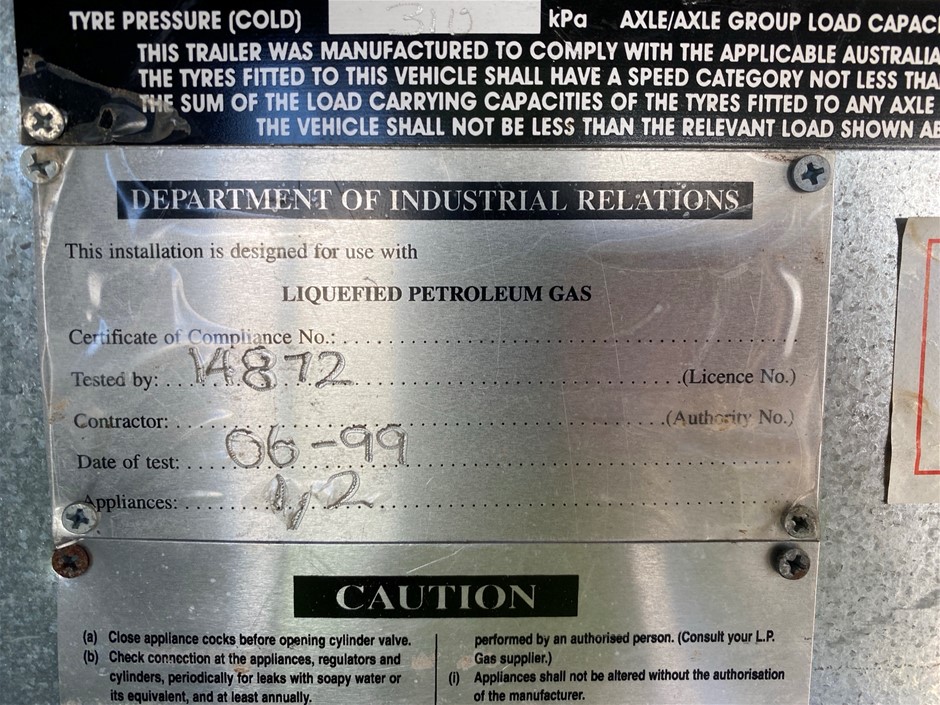 TYRE PRESSURE (COLD) kPa AXLE/AXLE GROUP LOAD
THIS TRAILER WAS MANUFACTURED TO COMPLY WITH THE APPLICABLE
THE TYRES FITTED TO THIS VEHICLE SHALL HAVE A SPEED CATEGORY NOT LESS
THE SUM OF THE LOAD CARRYING CAPACITIES OF THE TYRES FITTED TO ANY AXLE
THE VEHICLE SHALL NOT BE LESS THAN THE RELEVANT LOAD SHOWN
DEPARTMENT OF INDUSTRIAL RELATIONS
This installation is designed for use with
LIQUEFIED PETROLEUM GAS
Certificate of Compliance No.:
Tested by: 14872 (Licence No.)
Contractor: (Authority No.)
Date of test: 06-99
Appliances: 1,2
CAUTION
(a) Close appliance cocks before opening cylinder valve.
(b) Check connection at the appliances, regulators and
cylinders, periodically for leaks with soapy water or
its equivalent, and at least annually.
performed by an authorised person. (Consult your L.P.
Gas supplier.)
(i) Appliances shall not be altered without the authorisation
of the manufacturer.